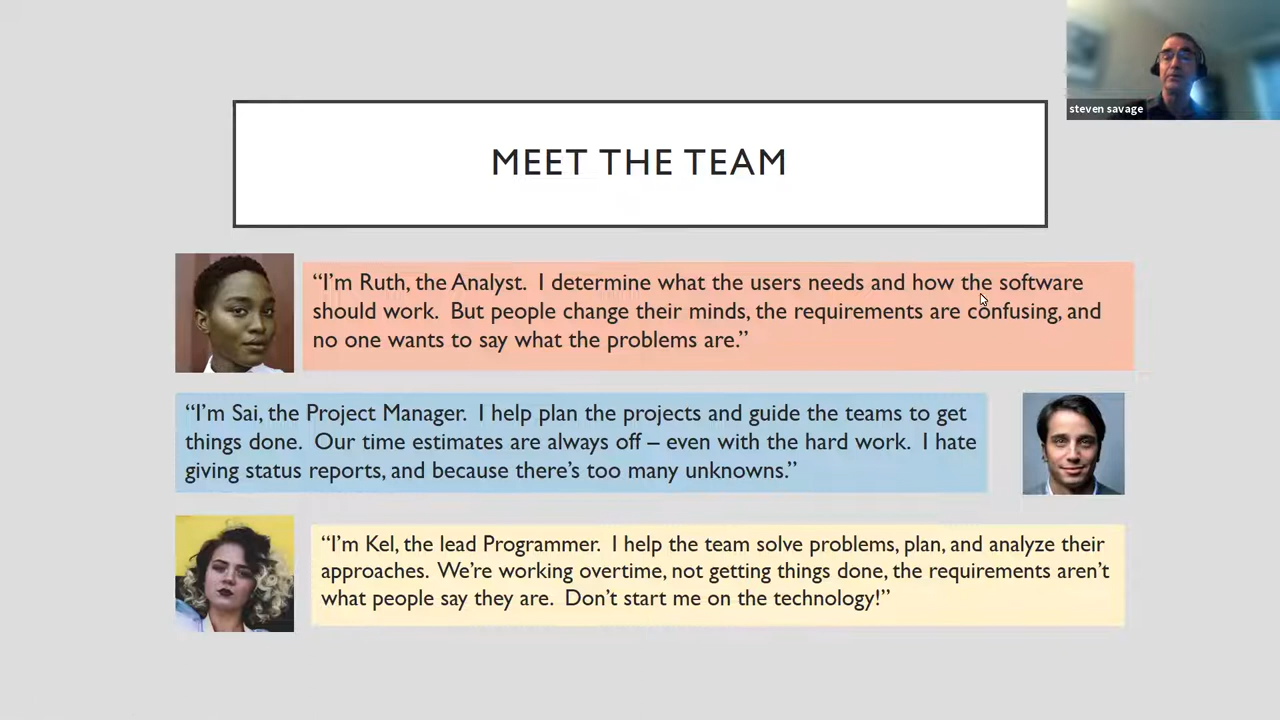 steven savage
MEET THE TEAM
“I’m Ruth, the Analyst. I determine what the users needs and how the software
should work. But people change their minds, the requirements are confusing, and
no one wants to say what the problems are.”
“I’m Sai, the Project Manager. I help plan the projects and guide the teams to get
things done. Our time estimates are always off – even with the hard work. I hate
giving status reports, and because there’s too many unknowns.”
“I’m Kel, the lead Programmer. I help the team solve problems, plan, and analyze their
approaches. We’re working overtime, not getting things done, the requirements aren’t
what people say they are. Don’t start me on the technology!”